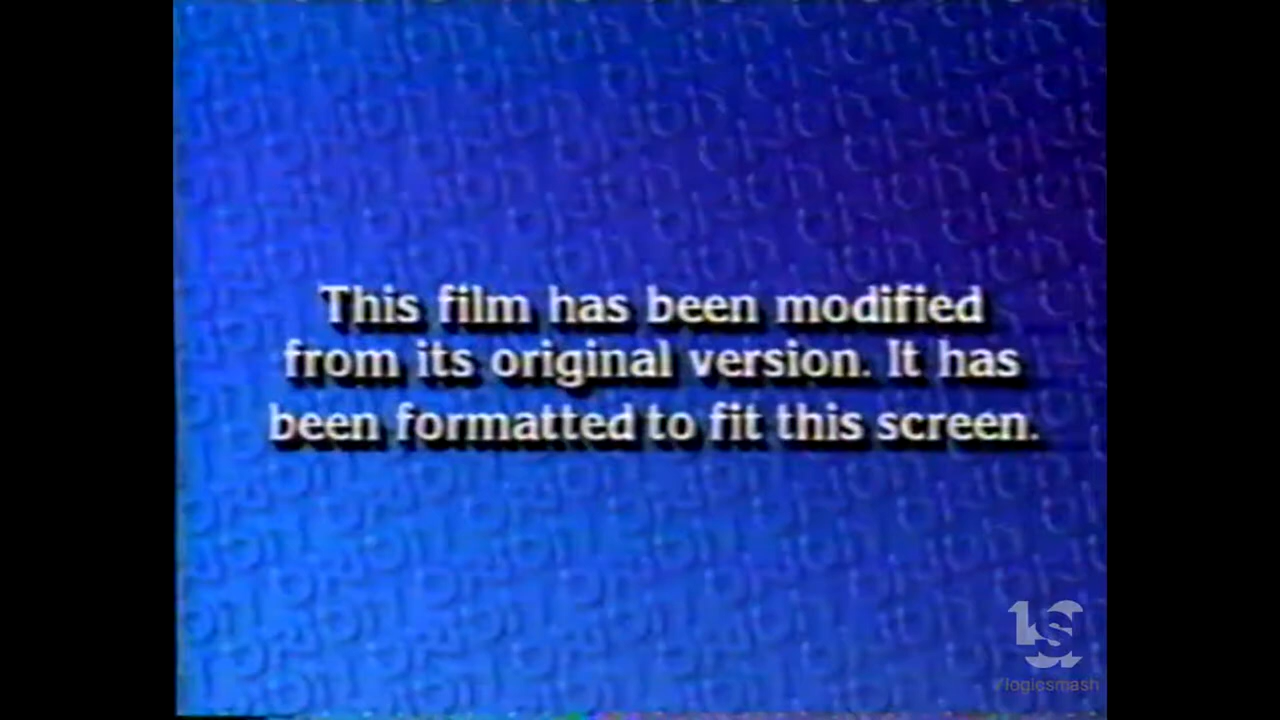 This film has been modified
from its original version. It has
been formatted to fit this screen.
/logicsmash